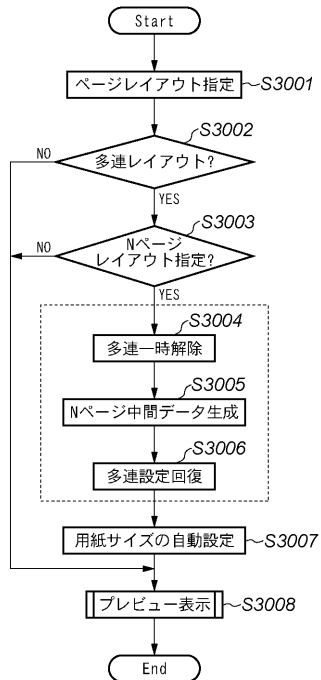 Start
ページレイアウト指定
S3001
S3002
多連レイアウト?
NO
YES
S3003
Nページ
レイアウト指定?
NO
YES
S3004
多連一時解除
S3005
Nページ中間データ生成
S3006
多連設定回復
用紙サイズの自動設定
S3007
プレビュー表示
S3008
End